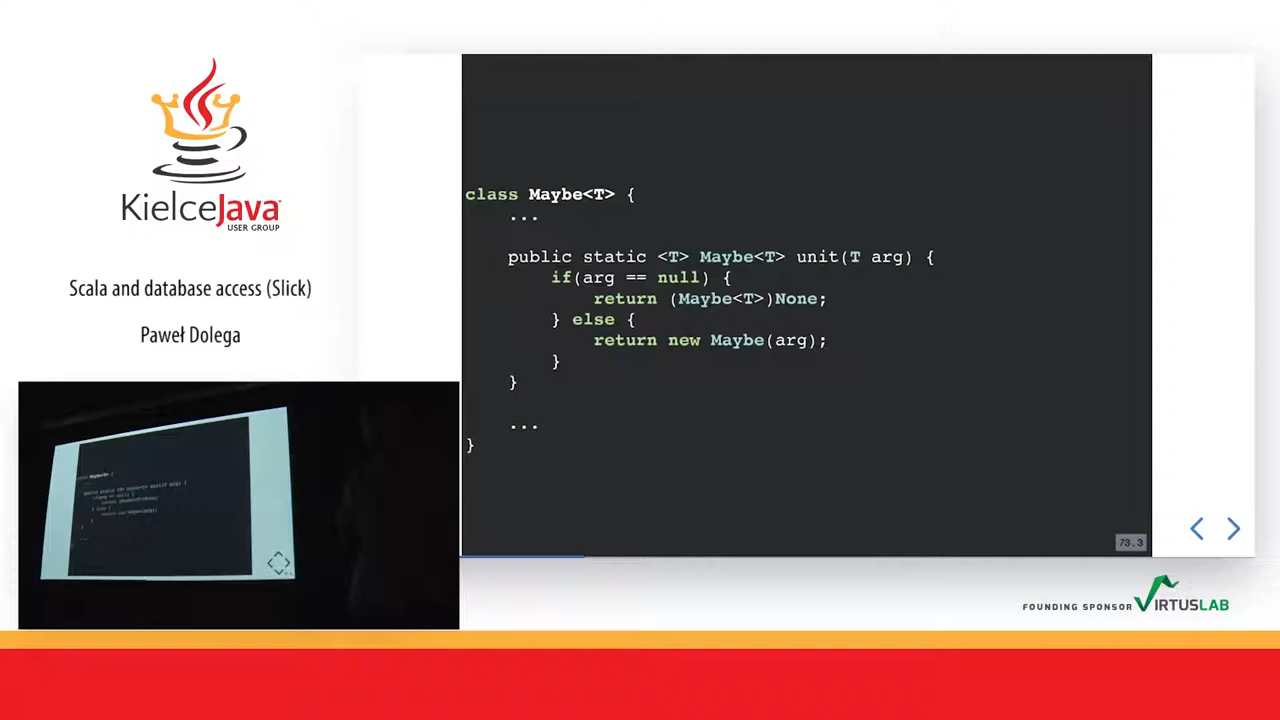 KielceJava
USER GROUP
Scala and database access (Slick)
Paweł Dolega
class Maybe<T> {
...
public static <T> Maybe<T> unit(T arg) {
if(arg == null) {
return (Maybe<T>)None;
} else {
return new Maybe(arg);
}
}
...
}
73.3
FOUNDING SPONSOR VIRTUSLAB